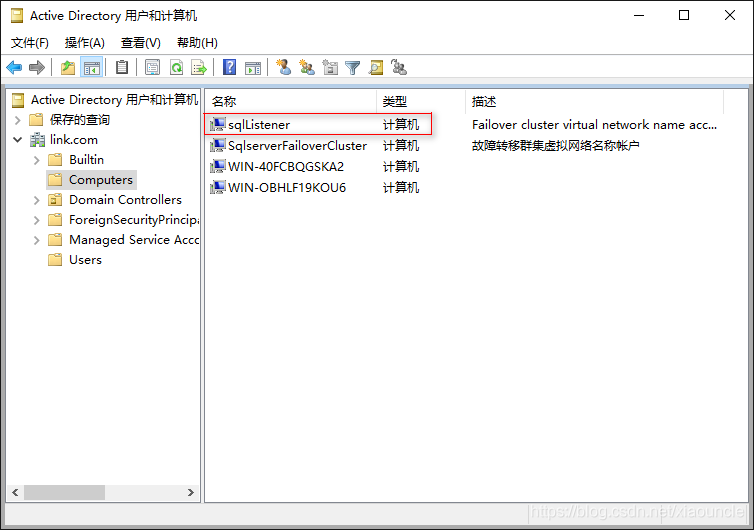 Active Directory 用户和计算机
文件(F) 操作(A) 查看(V) 帮助(H)
Active Directory 用户和计算机
保存的查询
link.com
Builtin
Computers
Domain Controllers
ForeignSecurityPrincipa
Managed Service Acco
Users
名称 类型 描述
sqlListener 计算机 Failover cluster virtual network name acc...
SqlserverFailoverCluster 计算机 故障转移群集虚拟网络名称帐户
WIN-40FCBQGSKA2 计算机
WIN-OBHLF19KOU6 计算机
https://blog.csdn.net/xiaouncle